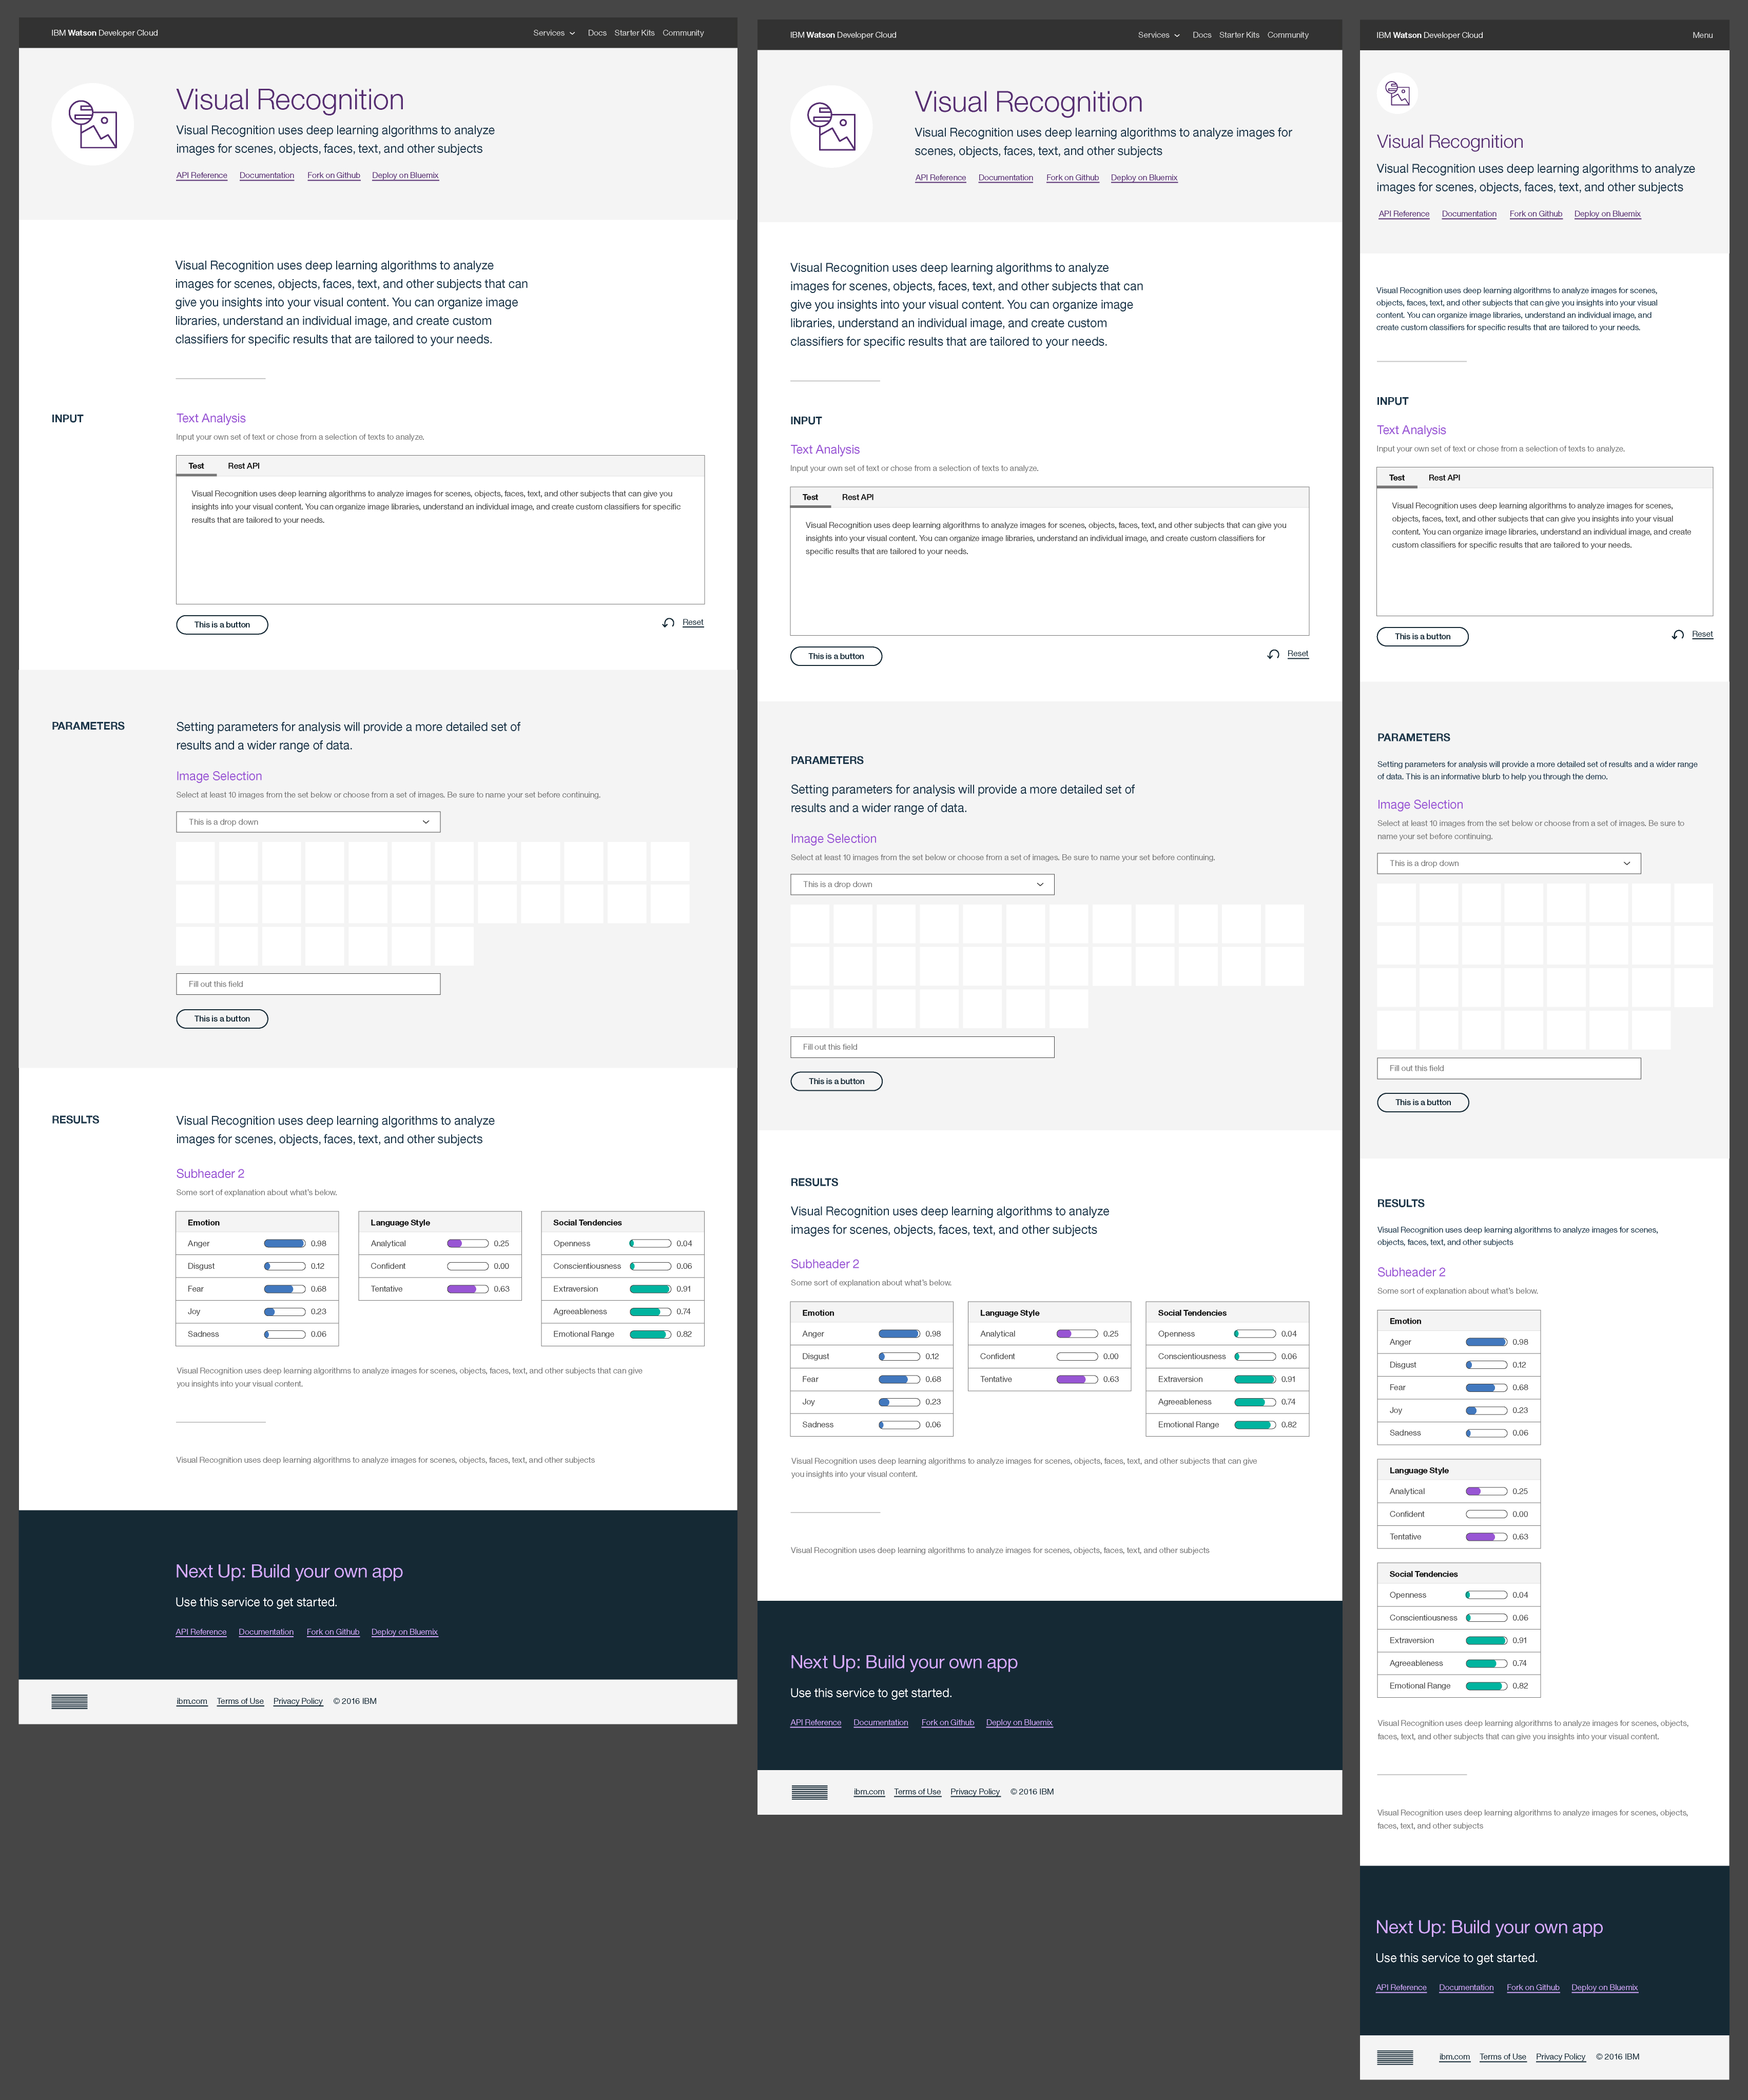 IBM Watson Developer Cloud
Services Docs Starter Kits Community
Visual Recognition
Visual Recognition uses deep learning algorithms to analyze
images for scenes, objects, faces, text, and other subjects
API Reference Documentation Fork on Github Deploy on Bluemix
Visual Recognition uses deep learning algorithms to analyze
images for scenes, objects, faces, text, and other subjects that can
give you insights into your visual content. You can organize image
libraries, understand an individual image, and create custom
classifiers for specific results that are tailored to your needs.
INPUT
Text Analysis
Input your own set of text or chose from a selection of texts to analyze.
Test Rest API
Visual Recognition uses deep learning algorithms to analyze images for scenes, objects, faces, text, and other subjects that can give you
insights into your visual content. You can organize image libraries, understand an individual image, and create custom classifiers for specific
results that are tailored to your needs.
This is a button Reset
PARAMETERS
Setting parameters for analysis will provide a more detailed set of
results and a wider range of data.
Image Selection
Select at least 10 images from the set below or choose from a set of images. Be sure to name your set before continuing.
This is a drop down
Fill out this field
This is a button
RESULTS
Visual Recognition uses deep learning algorithms to analyze
images for scenes, objects, faces, text, and other subjects
Subheader 2
Some sort of explanation about what's below.
Emotion
Anger 0.98
Disgust 0.12
Fear 0.68
Joy 0.23
Sadness 0.06
Language Style
Analytical 0.25
Confident 0.00
Tentative 0.63
Social Tendencies
Openness 0.04
Conscientiousness 0.06
Extraversion 0.91
Agreeableness 0.74
Emotional Range 0.82
Visual Recognition uses deep learning algorithms to analyze images for scenes, objects, faces, text, and other subjects that can give
you insights into your visual content.
Visual Recognition uses deep learning algorithms to analyze images for scenes, objects, faces, text, and other subjects
Next Up: Build your own app
Use this service to get started.
API Reference Documentation Fork on Github Deploy on Bluemix
ibm.com Terms of Use Privacy Policy © 2016 IBM
IBM Watson Developer Cloud
Services Docs Starter Kits Community
Visual Recognition
Visual Recognition uses deep learning algorithms to analyze images for
scenes, objects, faces, text, and other subjects
API Reference Documentation Fork on Github Deploy on Bluemix
Visual Recognition uses deep learning algorithms to analyze
images for scenes, objects, faces, text, and other subjects that can
give you insights into your visual content. You can organize image
libraries, understand an individual image, and create custom
classifiers for specific results that are tailored to your needs.
INPUT
Text Analysis
Input your own set of text or chose from a selection of texts to analyze.
Test Rest API
Visual Recognition uses deep learning algorithms to analyze images for scenes, objects, faces, text, and other subjects that can give you
insights into your visual content. You can organize image libraries, understand an individual image, and create custom classifiers for
specific results that are tailored to your needs.
This is a button Reset
PARAMETERS
Setting parameters for analysis will provide a more detailed set of
results and a wider range of data.
Image Selection
Select at least 10 images from the set below or choose from a set of images. Be sure to name your set before continuing.
This is a drop down
Fill out this field
This is a button
RESULTS
Visual Recognition uses deep learning algorithms to analyze
images for scenes, objects, faces, text, and other subjects
Subheader 2
Some sort of explanation about what's below.
Emotion
Anger 0.98
Disgust 0.12
Fear 0.68
Joy 0.23
Sadness 0.06
Language Style
Analytical 0.25
Confident 0.00
Tentative 0.63
Social Tendencies
Openness 0.04
Conscientiousness 0.06
Extraversion 0.91
Agreeableness 0.74
Emotional Range 0.82
Visual Recognition uses deep learning algorithms to analyze images for scenes, objects, faces, text, and other subjects that can give
you insights into your visual content.
Visual Recognition uses deep learning algorithms to analyze images for scenes, objects, faces, text, and other subjects
Next Up: Build your own app
Use this service to get started.
API Reference Documentation Fork on Github Deploy on Bluemix
ibm.com Terms of Use Privacy Policy © 2016 IBM
IBM Watson Developer Cloud
Menu
Visual Recognition
Visual Recognition uses deep learning algorithms to analyze
images for scenes, objects, faces, text, and other subjects
API Reference Documentation Fork on Github Deploy on Bluemix
Visual Recognition uses deep learning algorithms to analyze images for scenes,
objects, faces, text, and other subjects that can give you insights into your visual
content. You can organize image libraries, understand an individual image, and
create custom classifiers for specific results that are tailored to your needs.
INPUT
Text Analysis
Input your own set of text or chose from a selection of texts to analyze.
Test Rest API
Visual Recognition uses deep learning algorithms to analyze images for scenes,
objects, faces, text, and other subjects that can give you insights into your visual
content. You can organize image libraries, understand an individual image, and create
custom classifiers for specific results that are tailored to your needs.
This is a button Reset
PARAMETERS
Setting parameters for analysis will provide a more detailed set of results and a wider range
of data. This is an informative blurb to help you through the demo.
Image Selection
Select at least 10 images from the set below or choose from a set of images. Be sure to
name your set before continuing.
This is a drop down
Fill out this field
This is a button
RESULTS
Visual Recognition uses deep learning algorithms to analyze images for scenes,
objects, faces, text, and other subjects
Subheader 2
Some sort of explanation about what's below.
Emotion
Anger 0.98
Disgust 0.12
Fear 0.68
Joy 0.23
Sadness 0.06
Language Style
Analytical 0.25
Confident 0.00
Tentative 0.63
Social Tendencies
Openness 0.04
Conscientiousness 0.06
Extraversion 0.91
Agreeableness 0.74
Emotional Range 0.82
Visual Recognition uses deep learning algorithms to analyze images for scenes, objects,
faces, text, and other subjects that can give you insights into your visual content.
Visual Recognition uses deep learning algorithms to analyze images for scenes, objects,
faces, text, and other subjects
Next Up: Build your own app
Use this service to get started.
API Reference Documentation Fork on Github Deploy on Bluemix
ibm.com Terms of Use Privacy Policy © 2016 IBM